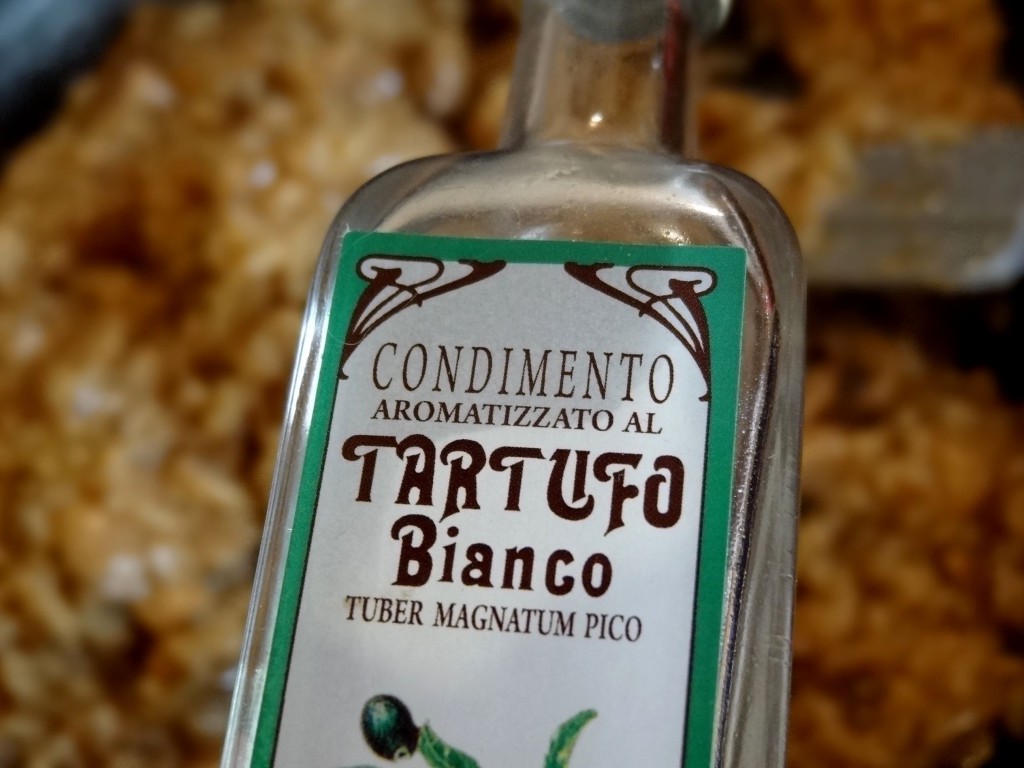 CONDIMENTO
AROMATIZZATO AL
TARTUFO
Bianco
TUBER MAGNATUM PICO